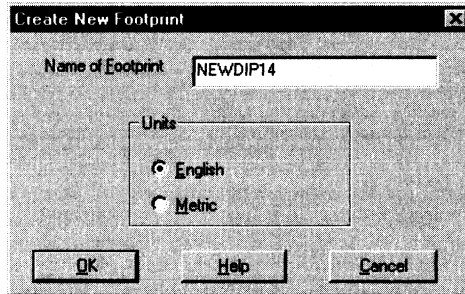 Create New Footprint
Name of Footprint
NEWDIP14
Units
English
Metric
OK
Help
Cancel